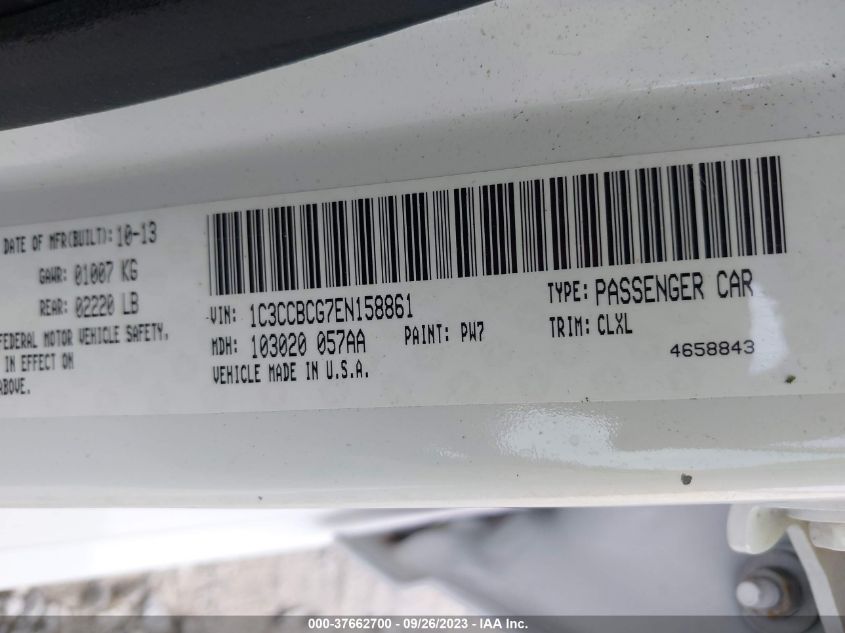 DATE OF MFR(BUILT): 10-13
GAWR: 01007 KG
REAR: 02220 LB
FEDERAL MOTOR VEHICLE SAFETY,
IN EFFECT ON
ABOVE.
VIN: 1C3CCBCG7EN158861
TYPE: PASSENGER CAR
MDH: 103020 057AA
PAINT: PW7
TRIM: CLXL
VEHICLE MADE IN U.S.A.
4658843
000-37662700 - 09/26/2023 - IAA Inc.